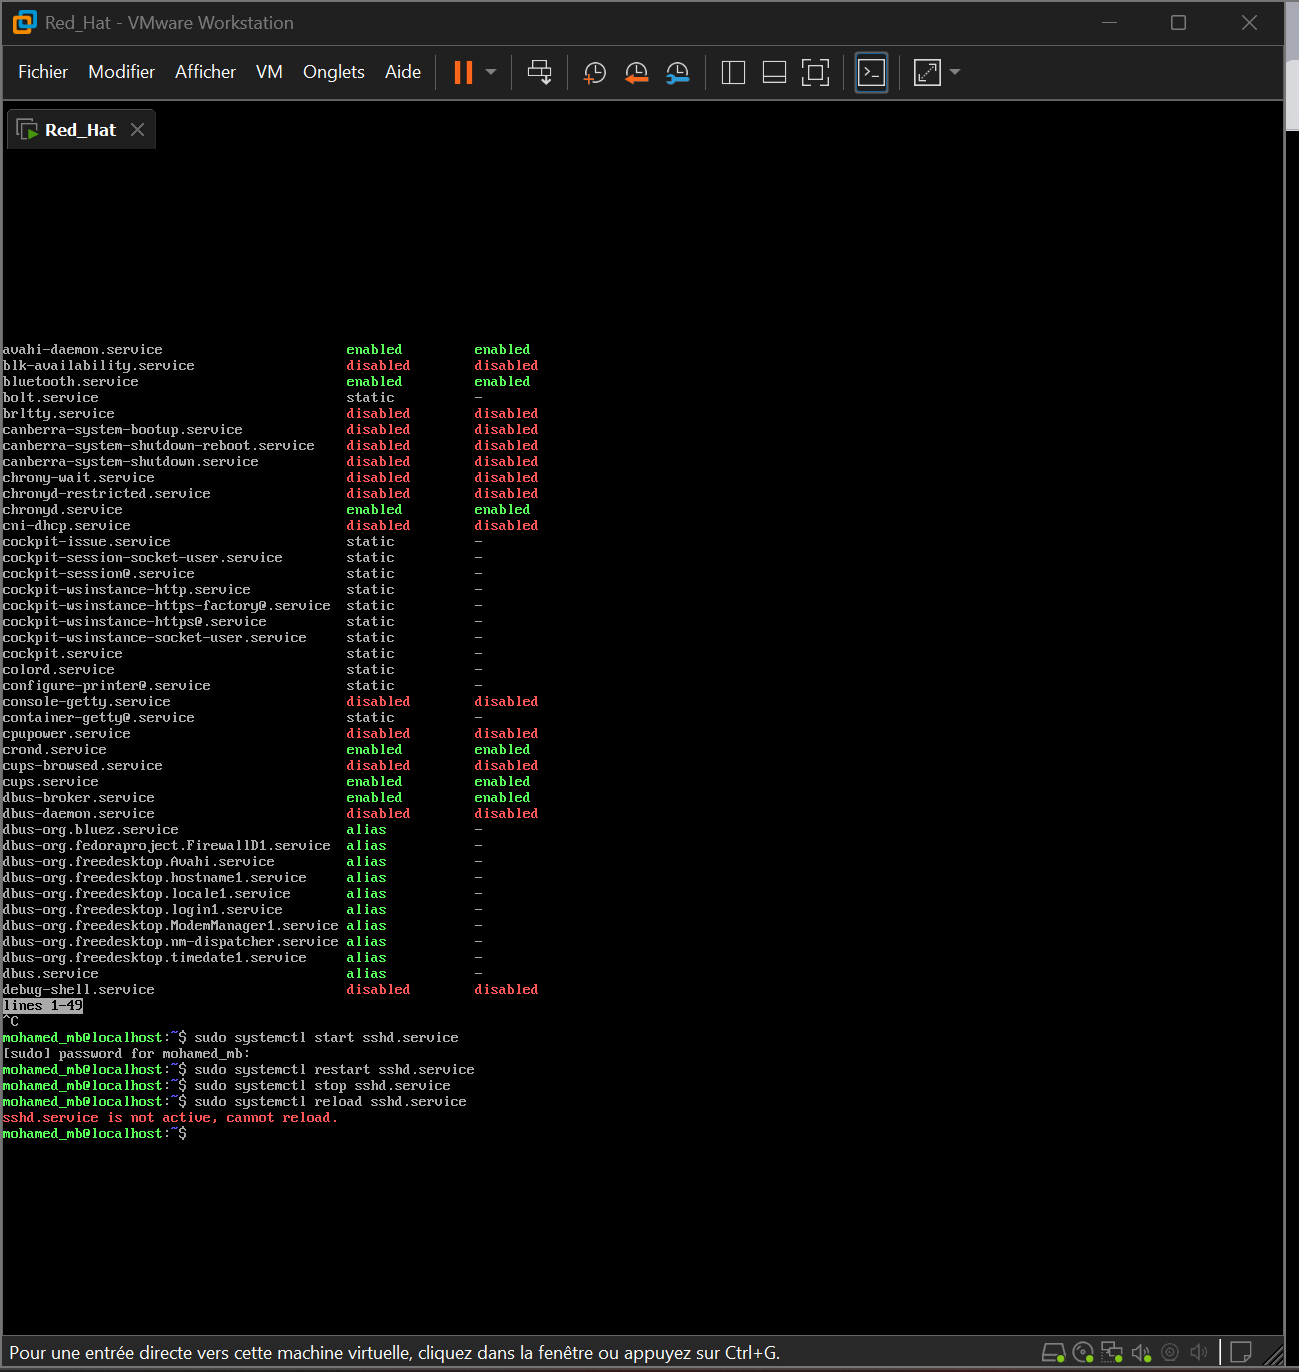 Red_Hat - VMware Workstation
Fichier Modifier Afficher VM Onglets Aide
Red_Hat
avahi-daemon.service enabled enabled
blk-availability.service disabled disabled
bluetooth.service enabled enabled
bolt.service static -
brltty.service disabled disabled
canberra-system-bootup.service disabled disabled
canberra-system-shutdown-reboot.service disabled disabled
canberra-system-shutdown.service disabled disabled
chrony-wait.service disabled disabled
chronyd-restricted.service disabled disabled
chronyd.service enabled enabled
cni-dhcp.service disabled disabled
cockpit-issue.service static -
cockpit-session-socket-user.service static -
cockpit-session@.service static -
cockpit-wsinstance-http.service static -
cockpit-wsinstance-https-factory@.service static -
cockpit-wsinstance-https@.service static -
cockpit-wsinstance-socket-user.service static -
cockpit.service static -
colord.service static -
configure-printer@.service static -
console-getty.service disabled disabled
container-getty@.service static -
cpupower.service disabled disabled
crond.service enabled enabled
cups-browsed.service disabled disabled
cups.service enabled enabled
dbus-broker.service enabled enabled
dbus-daemon.service disabled disabled
dbus-org.bluez.service alias -
dbus-org.fedoraproject.FirewallD1.service alias -
dbus-org.freedesktop.Avahi.service alias -
dbus-org.freedesktop.hostname1.service alias -
dbus-org.freedesktop.locale1.service alias -
dbus-org.freedesktop.login1.service alias -
dbus-org.freedesktop.ModemManager1.service alias -
dbus-org.freedesktop.nm-dispatcher.service alias -
dbus-org.freedesktop.timedate1.service alias -
dbus.service alias -
debug-shell.service disabled disabled
lines 1-49
^C
mohamed_mb@localhost:~$ sudo systemctl start sshd.service
[sudo] password for mohamed_mb:
mohamed_mb@localhost:~$ sudo systemctl restart sshd.service
mohamed_mb@localhost:~$ sudo systemctl stop sshd.service
mohamed_mb@localhost:~$ sudo systemctl reload sshd.service
sshd.service is not active, cannot reload.
mohamed_mb@localhost:~$
Pour une entrée directe vers cette machine virtuelle, cliquez dans la fenêtre ou appuyez sur Ctrl+G.